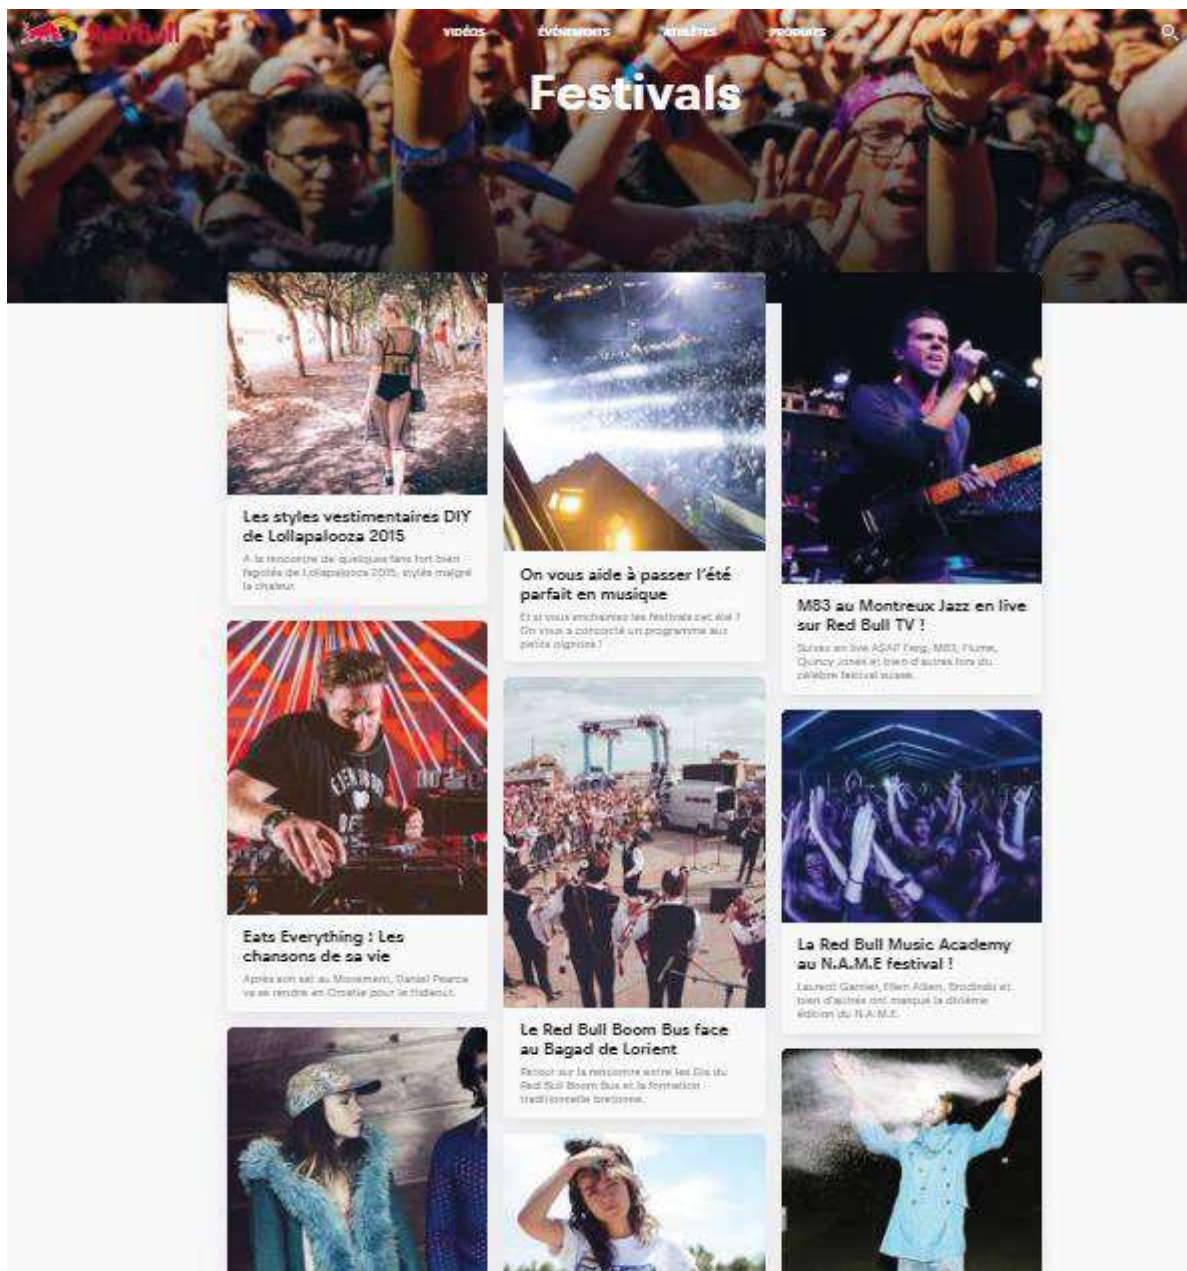 Red Bull
VIDÉOS ÉVÉNEMENTS ATHLÈTES PRODUITS
Festivals
Les styles vestimentaires DIY
de Lollapalooza 2015
A la rencontre de quelques fans fort bien
fagotés de Lollapalooza 2015, stylés malgré
la chaleur.
On vous aide à passer l'été
parfait en musique
Et si vous enchainiez les festivals cet été ?
On vous a concocté un programme aux
petits oignons !
M83 au Montreux Jazz en live
sur Red Bull TV !
Suivez en live A$AP Ferg, M83, Flume,
Quincy Jones et bien d'autres lors du
célèbre festival suisse.
Eats Everything : Les
chansons de sa vie
Après son set au Movement, Daniel Pearce
va se rendre en Croatie pour le Hideout.
Le Red Bull Boom Bus face
au Bagad de Lorient
Retour sur la rencontre entre les DJs du
Red Bull Boom Bus et la formation
traditionnelle bretonne.
La Red Bull Music Academy
au N.A.M.E festival !
Laurent Garnier, Ellen Allien, Brodinski et
bien d'autres ont marqué la dixième
édition du N.A.M.E.